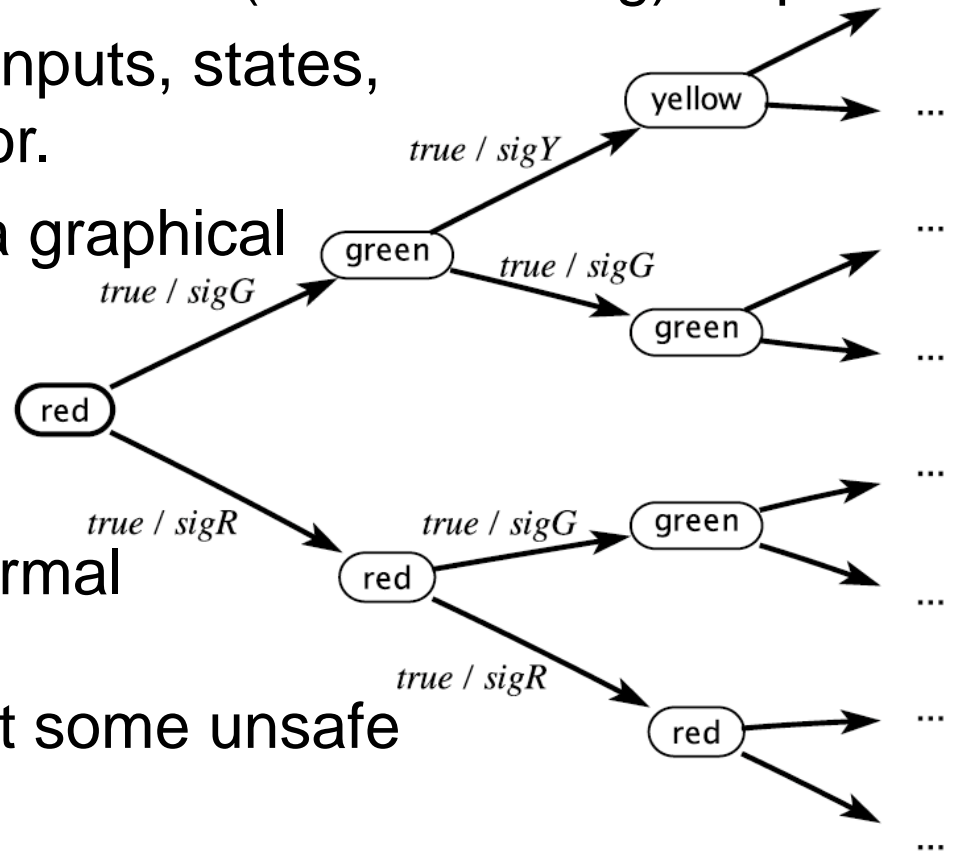 nputs, states,
or.
a graphical
rmal
t some unsafe
red
true / sigG
true / sigR
green
red
true / sigY
true / sigG
true / sigG
true / sigR
yellow
green
green
red
...
...
...
...
...
...
...